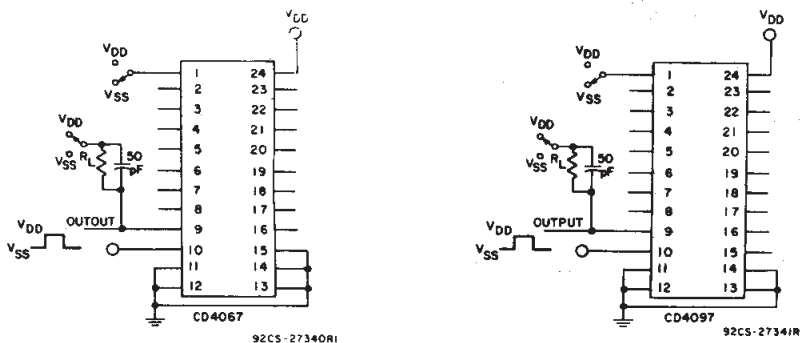 VDD
VDD
VSS
1 24
2 23
3 22
4 21
5 20
6 19
7 18
8 17
9 16
10 15
11 14
12 13
VDD
VSS
RL
50
pF
OUTOUT
VDD
VSS
CD4067
92CS-27340RI
VDD
VDD
VSS
1 24
2 23
3 22
4 21
5 20
6 19
7 18
8 17
9 16
10 15
11 14
12 13
VDD
VSS
RL
50
pF
OUTPUT
VDD
VSS
CD4097
92CS-27341R